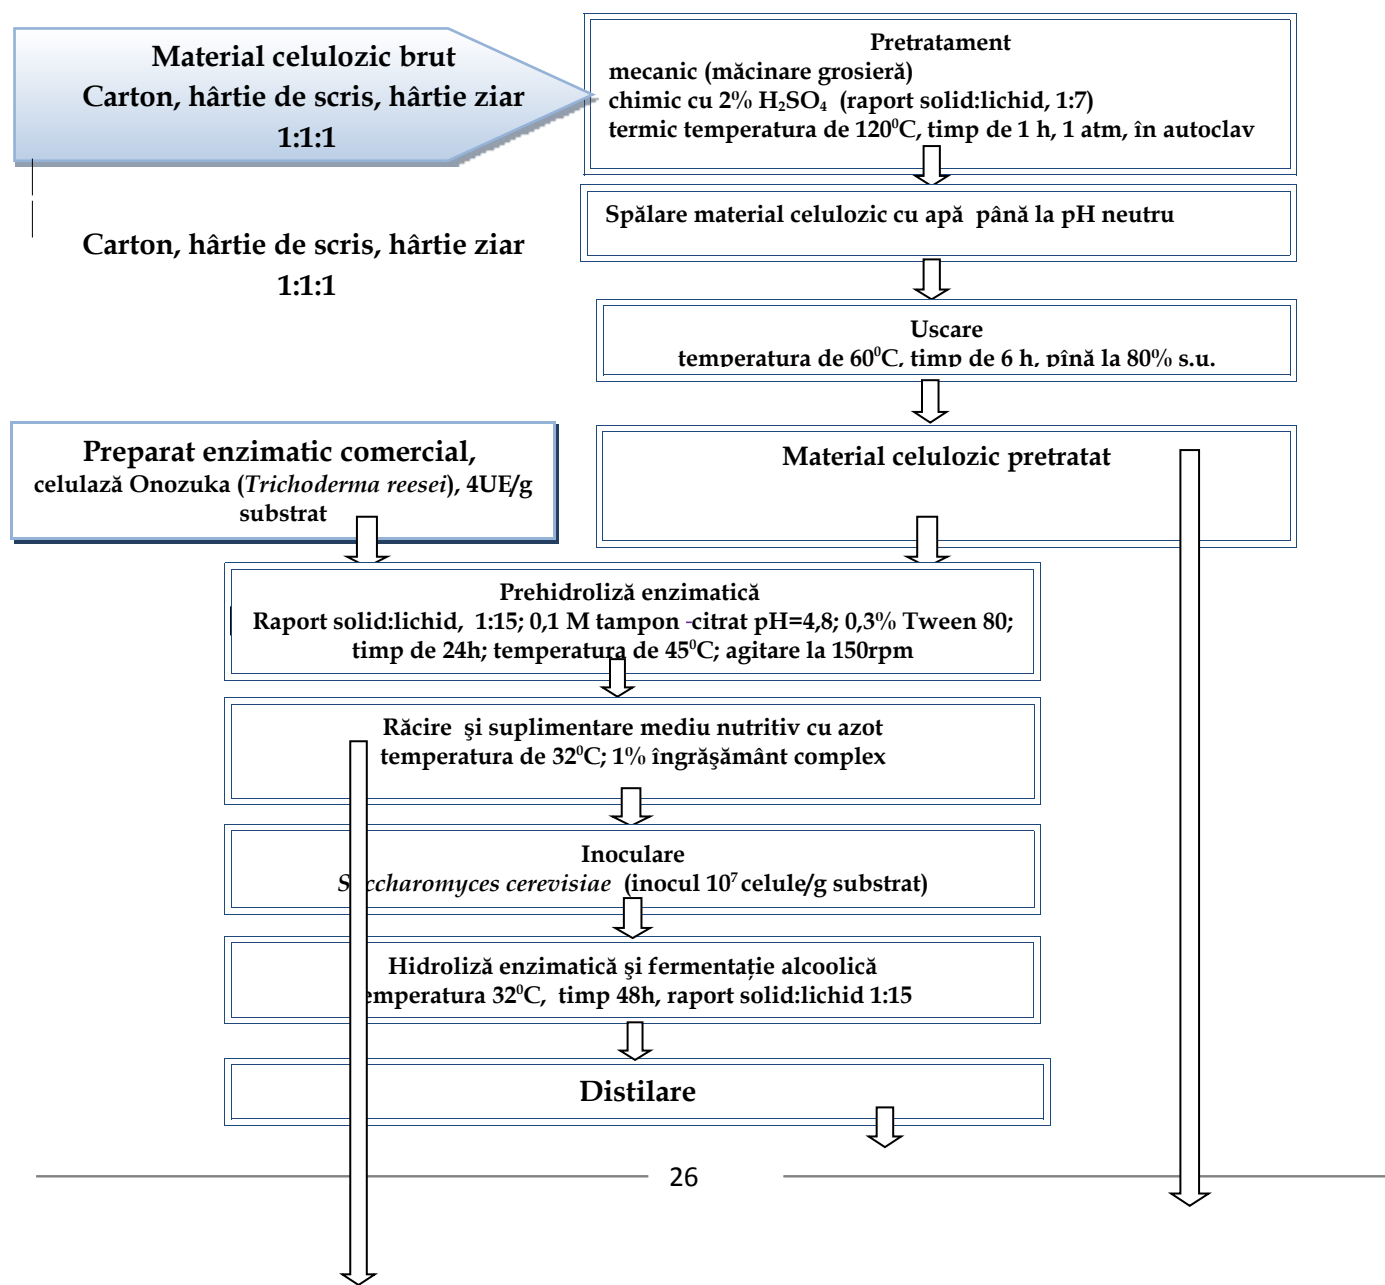 Material celulozic brut
Carton, hârtie de scris, hârtie ziar
1:1:1
Pretratament
mecanic (măcinare grosieră)
chimic cu 2% H₂SO₄ (raport solid:lichid, 1:7)
termic temperatura de 120⁰C, timp de 1 h, 1 atm, în autoclav
Spălare material celulozic cu apă până la pH neutru
Carton, hârtie de scris, hârtie ziar
1:1:1
Uscare
temperatura de 60⁰C, timp de 6 h, pînă la 80% s.u.
Preparat enzimatic comercial,
celulază Onozuka (Trichoderma reesei), 4UE/g
substrat
Material celulozic pretratat
Prehidroliză enzimatică
Raport solid:lichid, 1:15; 0,1 M tampon -citrat pH=4,8; 0,3% Tween 80;
timp de 24h; temperatura de 45⁰C; agitare la 150rpm
Răcire şi suplimentare mediu nutritiv cu azot
temperatura de 32⁰C; 1% îngrăşământ complex
Inoculare
Saccharomyces cerevisiae (inocul 10⁷ celule/g substrat)
Hidroliză enzimatică şi fermentaţie alcoolică
emperatura 32⁰C, timp 48h, raport solid:lichid 1:15
Distilare
26